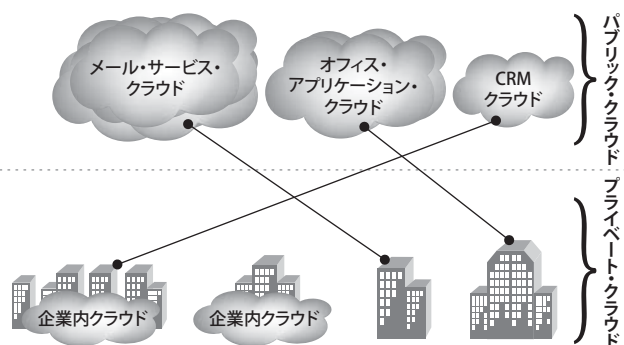 メール・サービス・
クラウド
オフィス・
アプリケーション・
クラウド
CRM
クラウド
パブリック・クラウド
企業内クラウド
企業内クラウド
プライベート・クラウド